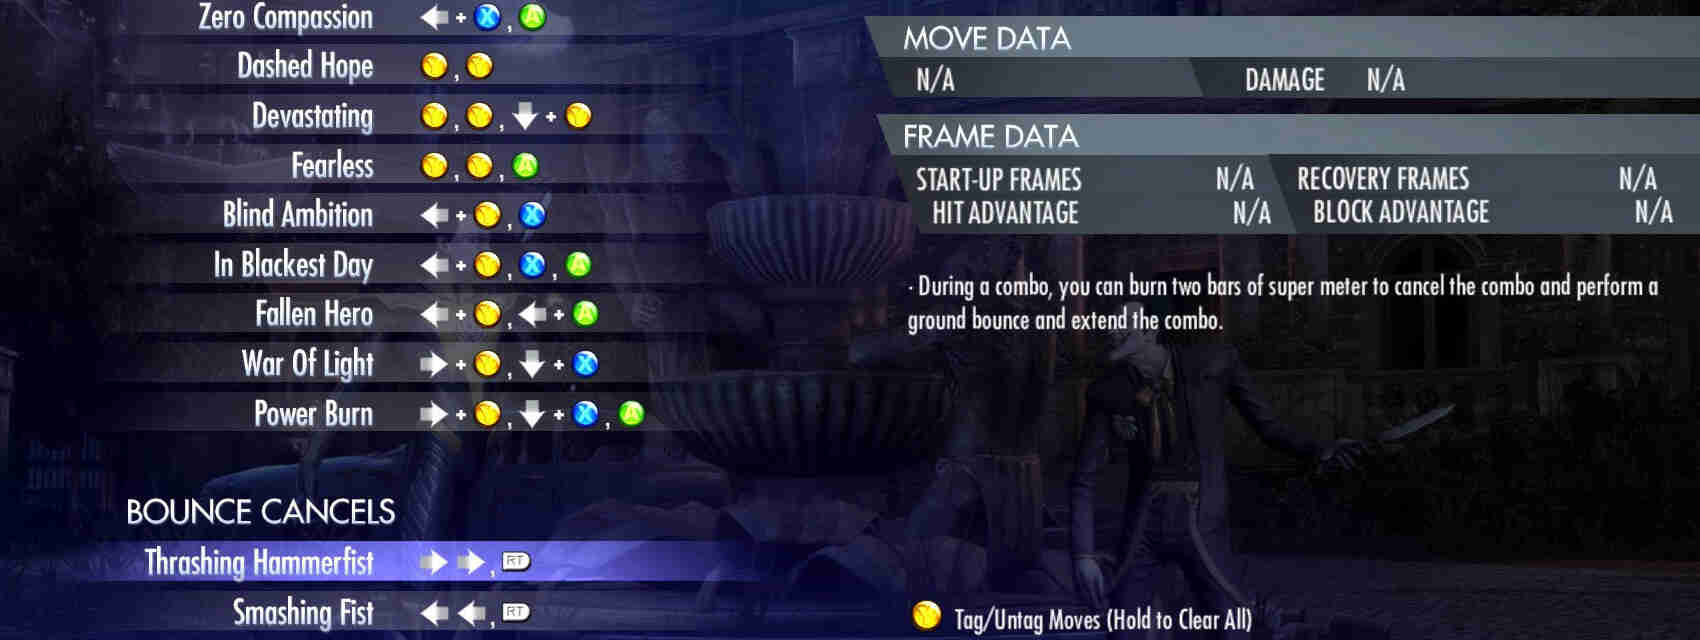 Zero Compassion + X , A
Dashed Hope Y , Y
Devastating Y , Y , + Y
Fearless Y , Y , A
Blind Ambition + Y , X
In Blackest Day + Y , X , A
Fallen Hero + Y , + A
War Of Light + Y , + X
Power Burn + Y , + X , A
BOUNCE CANCELS
Thrashing Hammerfist , RT
Smashing Fist , RT
MOVE DATA
N/A DAMAGE N/A
FRAME DATA
START-UP FRAMES N/A RECOVERY FRAMES N/A
HIT ADVANTAGE N/A BLOCK ADVANTAGE N/A
· During a combo, you can burn two bars of super meter to cancel the combo and perform a
ground bounce and extend the combo.
Y Tag/Untag Moves (Hold to Clear All)